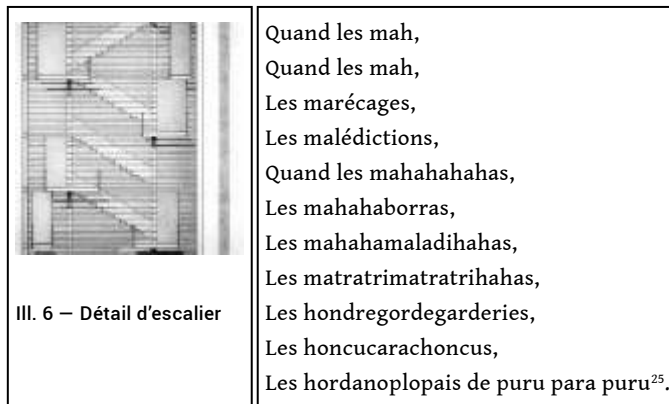 Ill. 6 — Détail d’escalier
Quand les mah,
Quand les mah,
Les marécages,
Les malédictions,
Quand les mahahahahas,
Les mahahaborras,
Les mahahamaladihahas,
Les matratrimatratrihahas,
Les hondregordegarderies,
Les honcucarachoncus,
Les hordanoplopais de puru para puru²⁵.